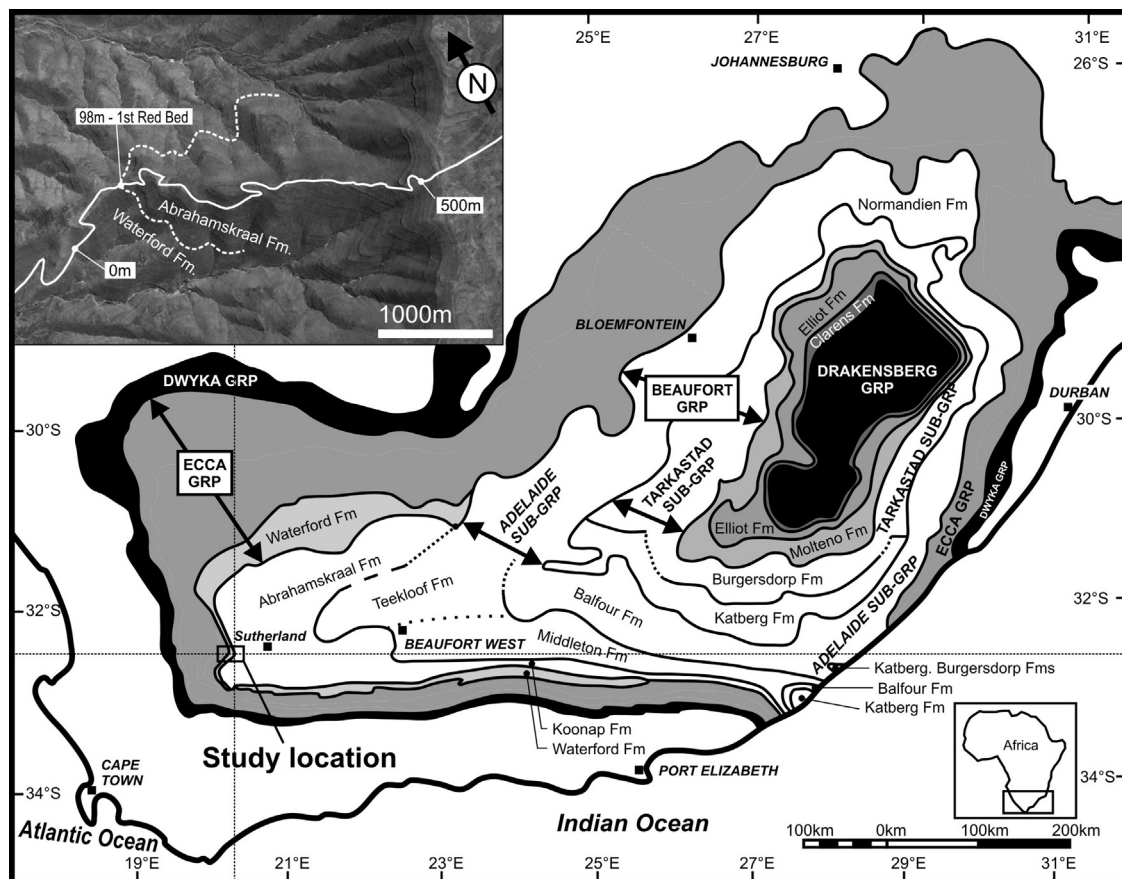 25°E
27°E
31°E
26°S
JOHANNESBURG
N
98m - 1st Red Bed
500m
Abrahamskraal Fm.
Waterford Fm.
0m
1000m
Normandien Fm
BLOEMFONTEIN
Elliot Fm
Clarens Fm
DRAKENSBERG
GRP
DWYKA GRP
BEAUFORT
GRP
DURBAN
30°S
30°S
ECCA
GRP
TARKASTAD
SUB-GRP
TARKASTAD SUB-GRP
ADELAIDE
SUB-GRP
ECCA GRP
DWYKA GRP
Waterford Fm
Elliot Fm
Molteno Fm
Abrahamskraal Fm
Teekloof Fm
Burgersdorp Fm
Balfour Fm
Katberg Fm
32°S
32°S
Sutherland
BEAUFORT WEST
Middleton Fm
ADELAIDE SUB-GRP
Katberg. Burgersdorp Fms
Balfour Fm
Katberg Fm
Koonap Fm
Waterford Fm
Study location
Africa
CAPE
TOWN
PORT ELIZABETH
34°S
34°S
Atlantic Ocean
Indian Ocean
100km
0km
100km
200km
19°E
21°E
23°E
25°E
27°E
29°E
31°E